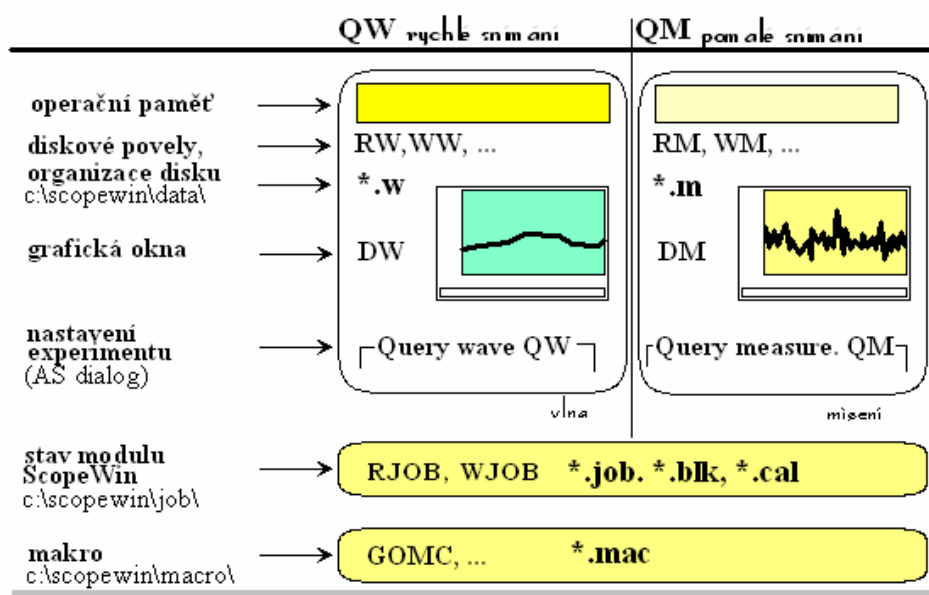 QW rychlé snímání
QM pomalé snímání
operační paměť
diskové povely,
organizace disku
c:\scopewin\data\
RW,WW, ...
RM, WM, ...
*.w
*.m
grafická okna
DW
DM
nastavení
experimentu
(AS dialog)
Query wave QW
Query measure. QM
vlna
mìøení
stav modulu
ScopeWin
c:\scopewin\job\
RJOB, WJOB *.job. *.blk, *.cal
makro
c:\scopewin\macro\
GOMC, ... *.mac